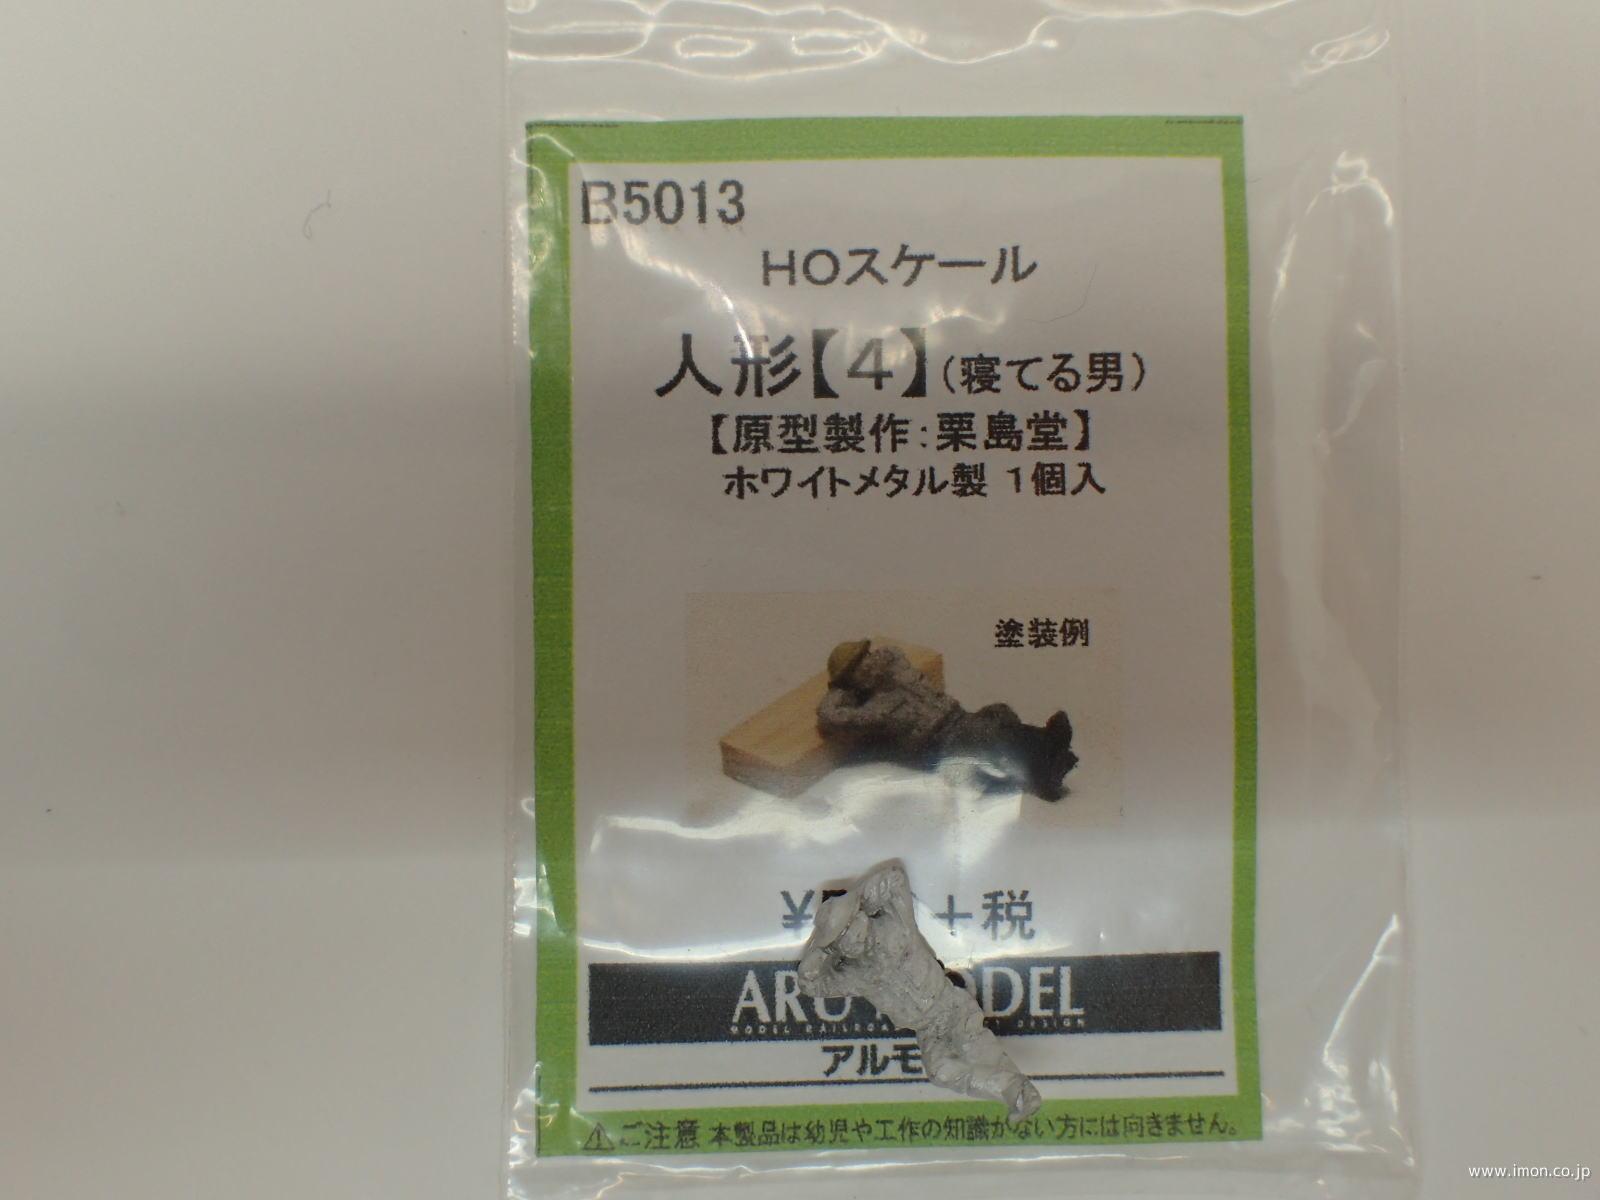 B5013
HOスケール
人形【4】(寝てる男)
【原型製作:栗島堂】
ホワイトメタル製 1個入
塗装例
+税
アルモ
⚠ご注意 本製品は幼児や工作の知識がない方には向きません。
www.imon.co.jp